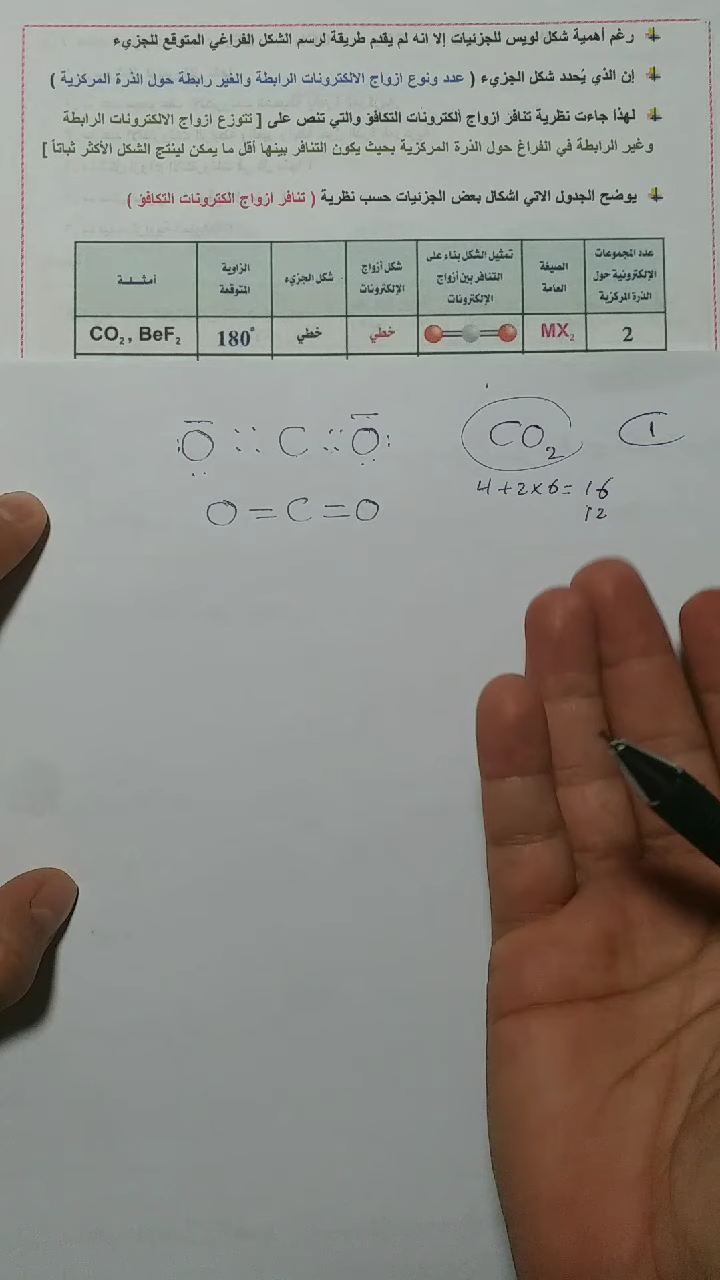 رغم أهمية شكل لويس للجزئيات إلا انه لم يقدم طريقة لرسم الشكل الفراغي المتوقع للجزيء
إن الذي يُحدد شكل الجزيء ( عدد ونوع ازواج الالكترونات الرابطة والغير رابطة حول الذرة المركزية )
لهذا جاءت نظرية تنافر ازواج ألكترونات التكافؤ والتي تنص على [ تتوزع ازواج الالكترونات الرابطة
وغير الرابطة في الفراغ حول الذرة المركزية بحيث يكون التنافر بينها أقل ما يمكن لينتج الشكل الأكثر ثباتاً ]
يوضح الجدول الاتي اشكال بعض الجزئيات حسب نظرية ( تنافر ازواج الكترونات التكافؤ )
عدد المجموعات الإلكترونية حول الذرة المركزية
الصيغة العامة
تمثيل الشكل بناء على التنافر بين أزواج الإلكترونات
شكل أزواج الإلكترونات
شكل الجزيء
الزاوية المتوقعة
أمثلة
2
MX₂
خطي
خطي
180°
CO₂ , BeF₂
1
CO₂
4+2×6=16
12
:O :: C :: O:
O=C=O